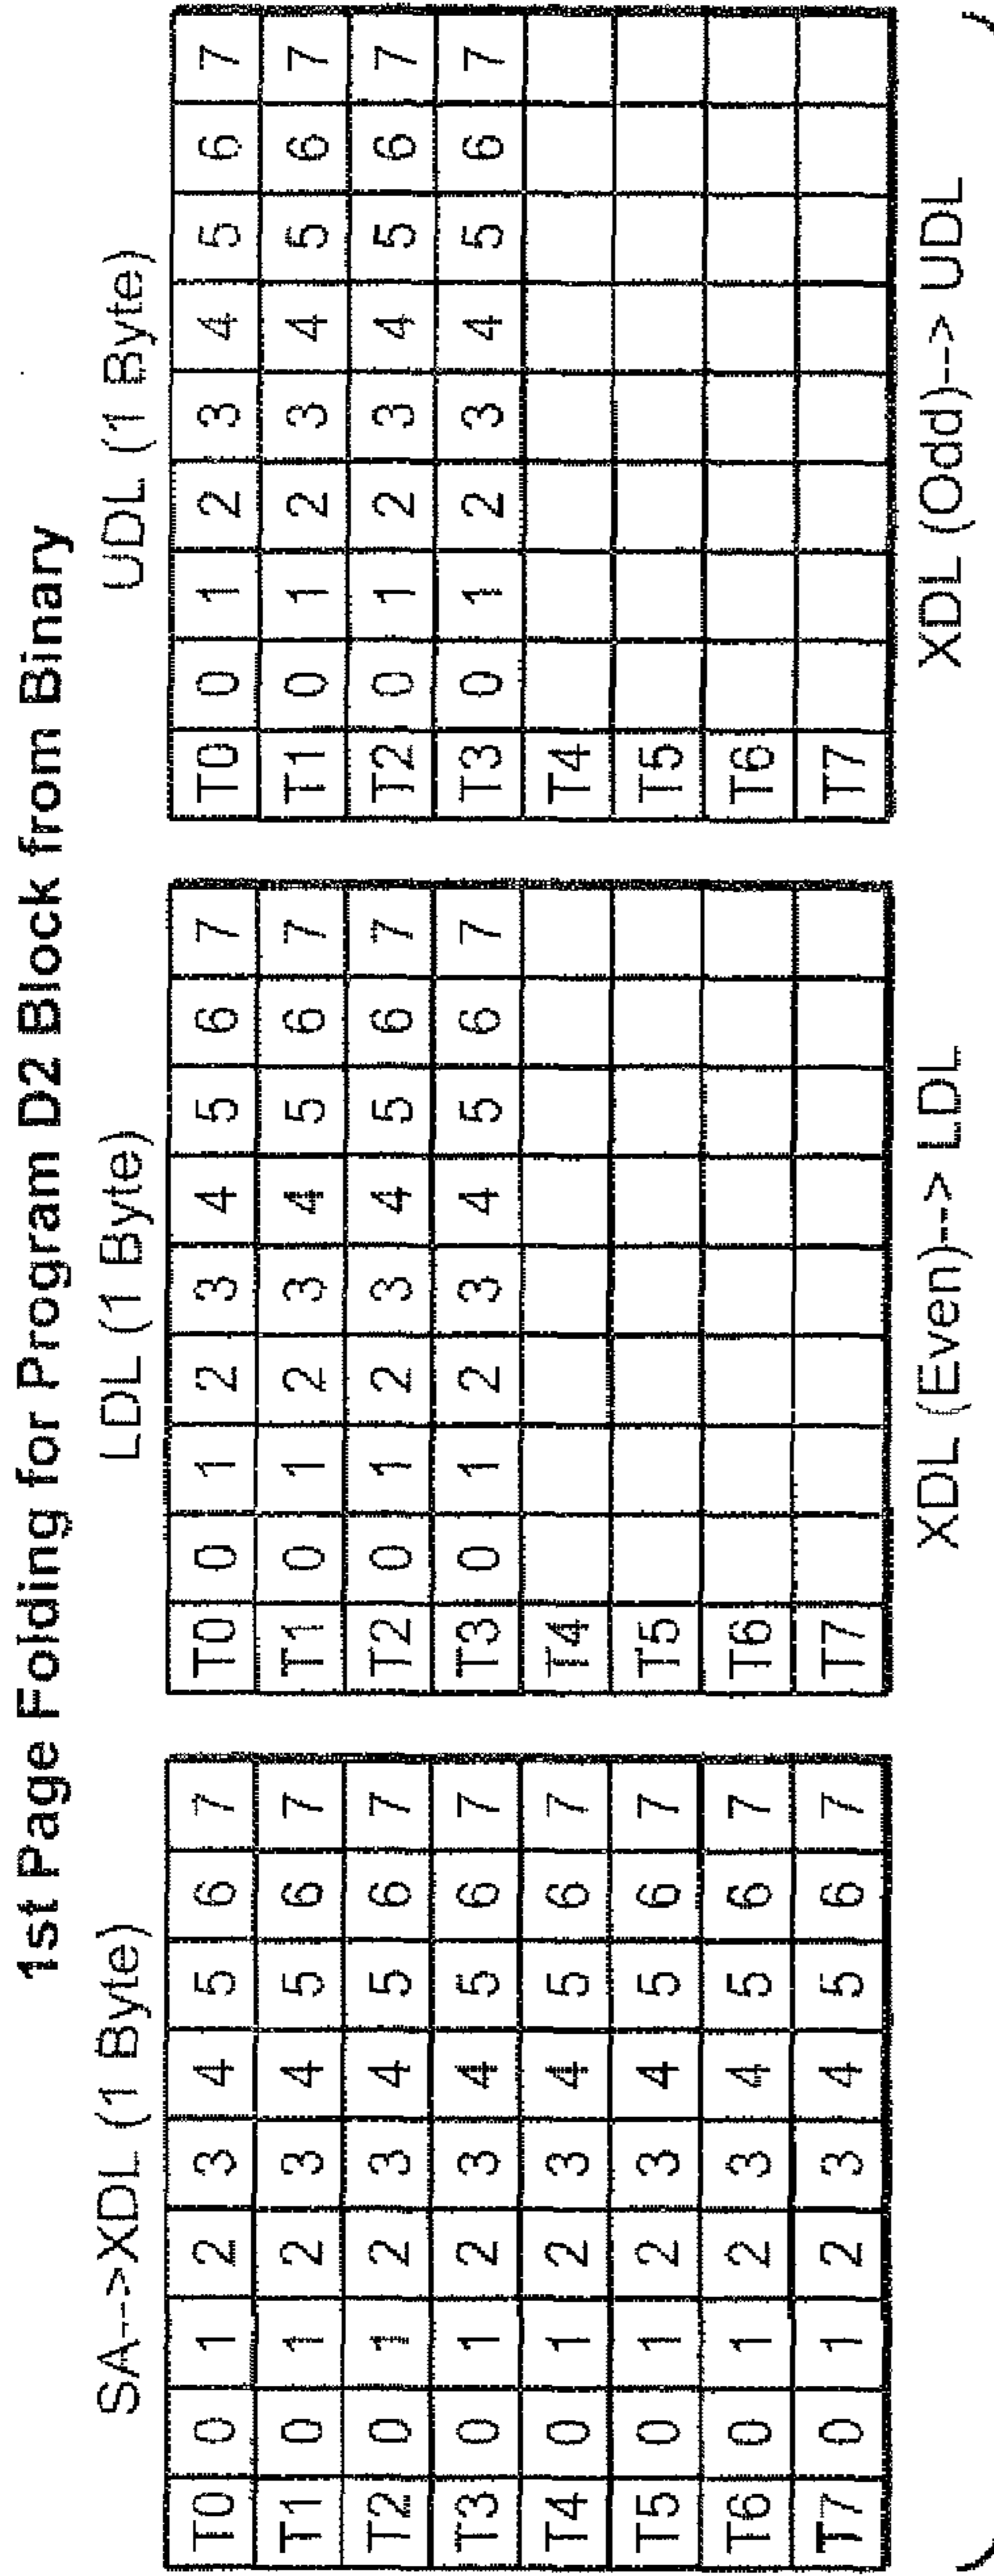 1st Page Folding for Program D2 Block from Binary
SA-->XDL (1 Byte)
T0 0 1 2 3 4 5 6 7
T1 0 1 2 3 4 5 6 7
T2 0 1 2 3 4 5 6 7
T3 0 1 2 3 4 5 6 7
T4 0 1 2 3 4 5 6 7
T5 0 1 2 3 4 5 6 7
T6 0 1 2 3 4 5 6 7
T7 0 1 2 3 4 5 6 7
LDL (1 Byte)
T0 0 1 2 3 4 5 6 7
T1 0 1 2 3 4 5 6 7
T2 0 1 2 3 4 5 6 7
T3 0 1 2 3 4 5 6 7
T4
T5
T6
T7
XDL (Even)--> LDL
UDL (1 Byte)
T0 0 1 2 3 4 5 6 7
T1 0 1 2 3 4 5 6 7
T2 0 1 2 3 4 5 6 7
T3 0 1 2 3 4 5 6 7
T4
T5
T6
T7
XDL (Odd)--> UDL